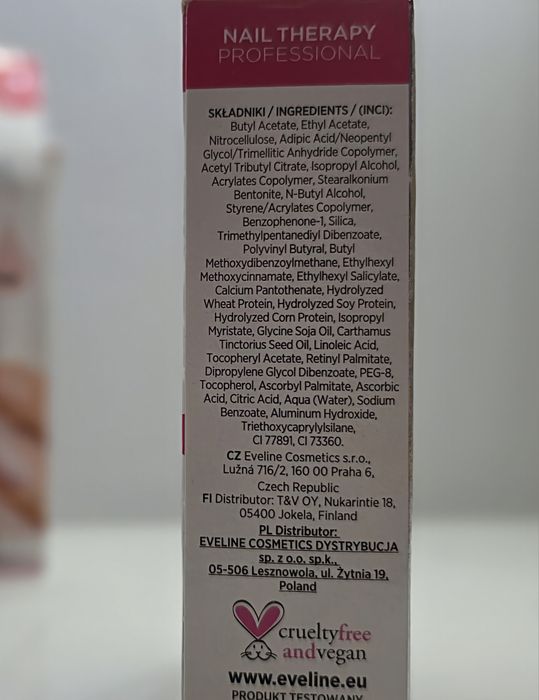 NAIL THERAPY
PROFESSIONAL
SKŁADNIKI / INGREDIENTS / (INCI):
Butyl Acetate, Ethyl Acetate,
Nitrocellulose, Adipic Acid/Neopentyl
Glycol/Trimellitic Anhydride Copolymer,
Acetyl Tributyl Citrate, Isopropyl Alcohol,
Acrylates Copolymer, Stearalkonium
Bentonite, N-Butyl Alcohol,
Styrene/Acrylates Copolymer,
Benzophenone-1, Silica,
Trimethylpentanediyl Dibenzoate,
Polyvinyl Butyral, Butyl
Methoxydibenzoylmethane, Ethylhexyl
Methoxycinnamate, Ethylhexyl Salicylate,
Calcium Pantothenate, Hydrolyzed
Wheat Protein, Hydrolyzed Soy Protein,
Hydrolyzed Corn Protein, Isopropyl
Myristate, Glycine Soja Oil, Carthamus
Tinctorius Seed Oil, Linoleic Acid,
Tocopheryl Acetate, Retinyl Palmitate,
Dipropylene Glycol Dibenzoate, PEG-8,
Tocopherol, Ascorbyl Palmitate, Ascorbic
Acid, Citric Acid, Aqua (Water), Sodium
Benzoate, Aluminum Hydroxide,
Triethoxycaprylylsilane,
CI 77891, CI 73360.
CZ Eveline Cosmetics s.r.o.,
Lužná 716/2, 160 00 Praha 6,
Czech Republic
FI Distributor: T&V OY, Nukarintie 18,
05400 Jokela, Finland
PL Distributor:
EVELINE COSMETICS DYSTRYBUCJA
sp. z o.o. sp.k.,
05-506 Lesznowola, ul. Żytnia 19,
Poland
crueltyfree
andvegan
www.eveline.eu
PRODUKT TESTOWANY